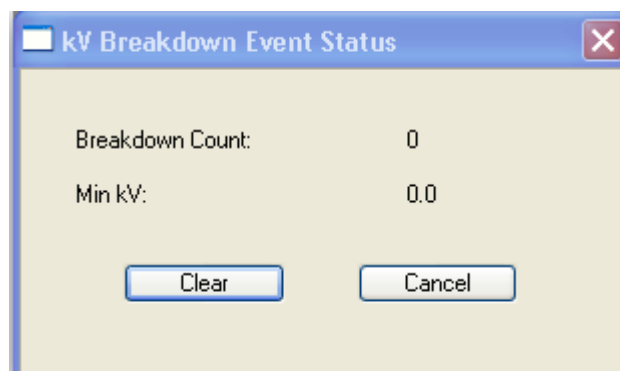 kV Breakdown Event Status
Breakdown Count: 0
Min kV: 0.0
Clear Cancel